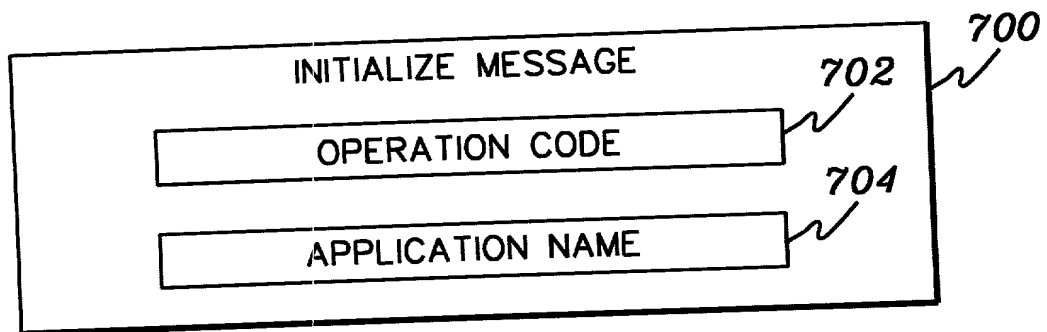 700
INITIALIZE MESSAGE
702
OPERATION CODE
704
APPLICATION NAME